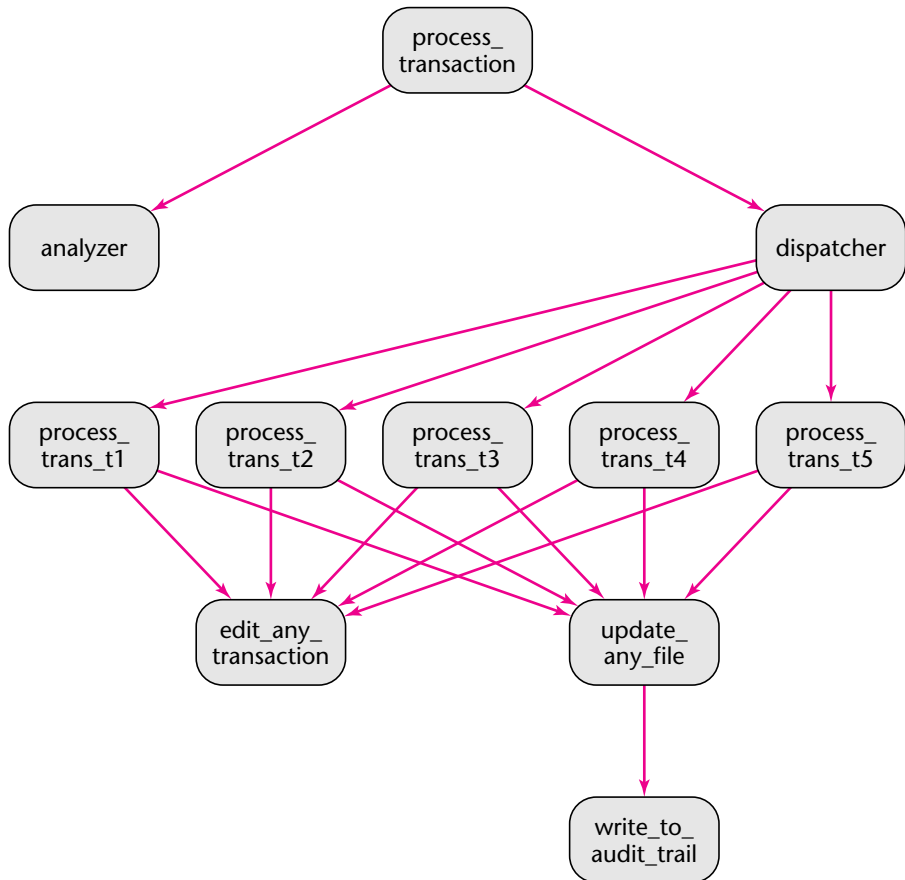 process_
transaction
analyzer
dispatcher
process_
trans_t1
process_
trans_t2
process_
trans_t3
process_
trans_t4
process_
trans_t5
edit_any_
transaction
update_
any_file
write_to_
audit_trail